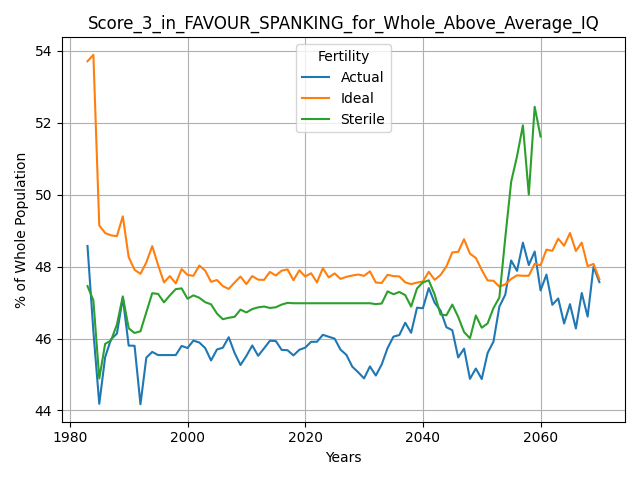 Score_3_in_FAVOUR_SPANKING_for_Whole_Above_Average_IQ
Fertility
Actual
Ideal
Sterile
% of Whole Population
54
52
50
48
46
44
1980
2000
2020
2040
2060
Years